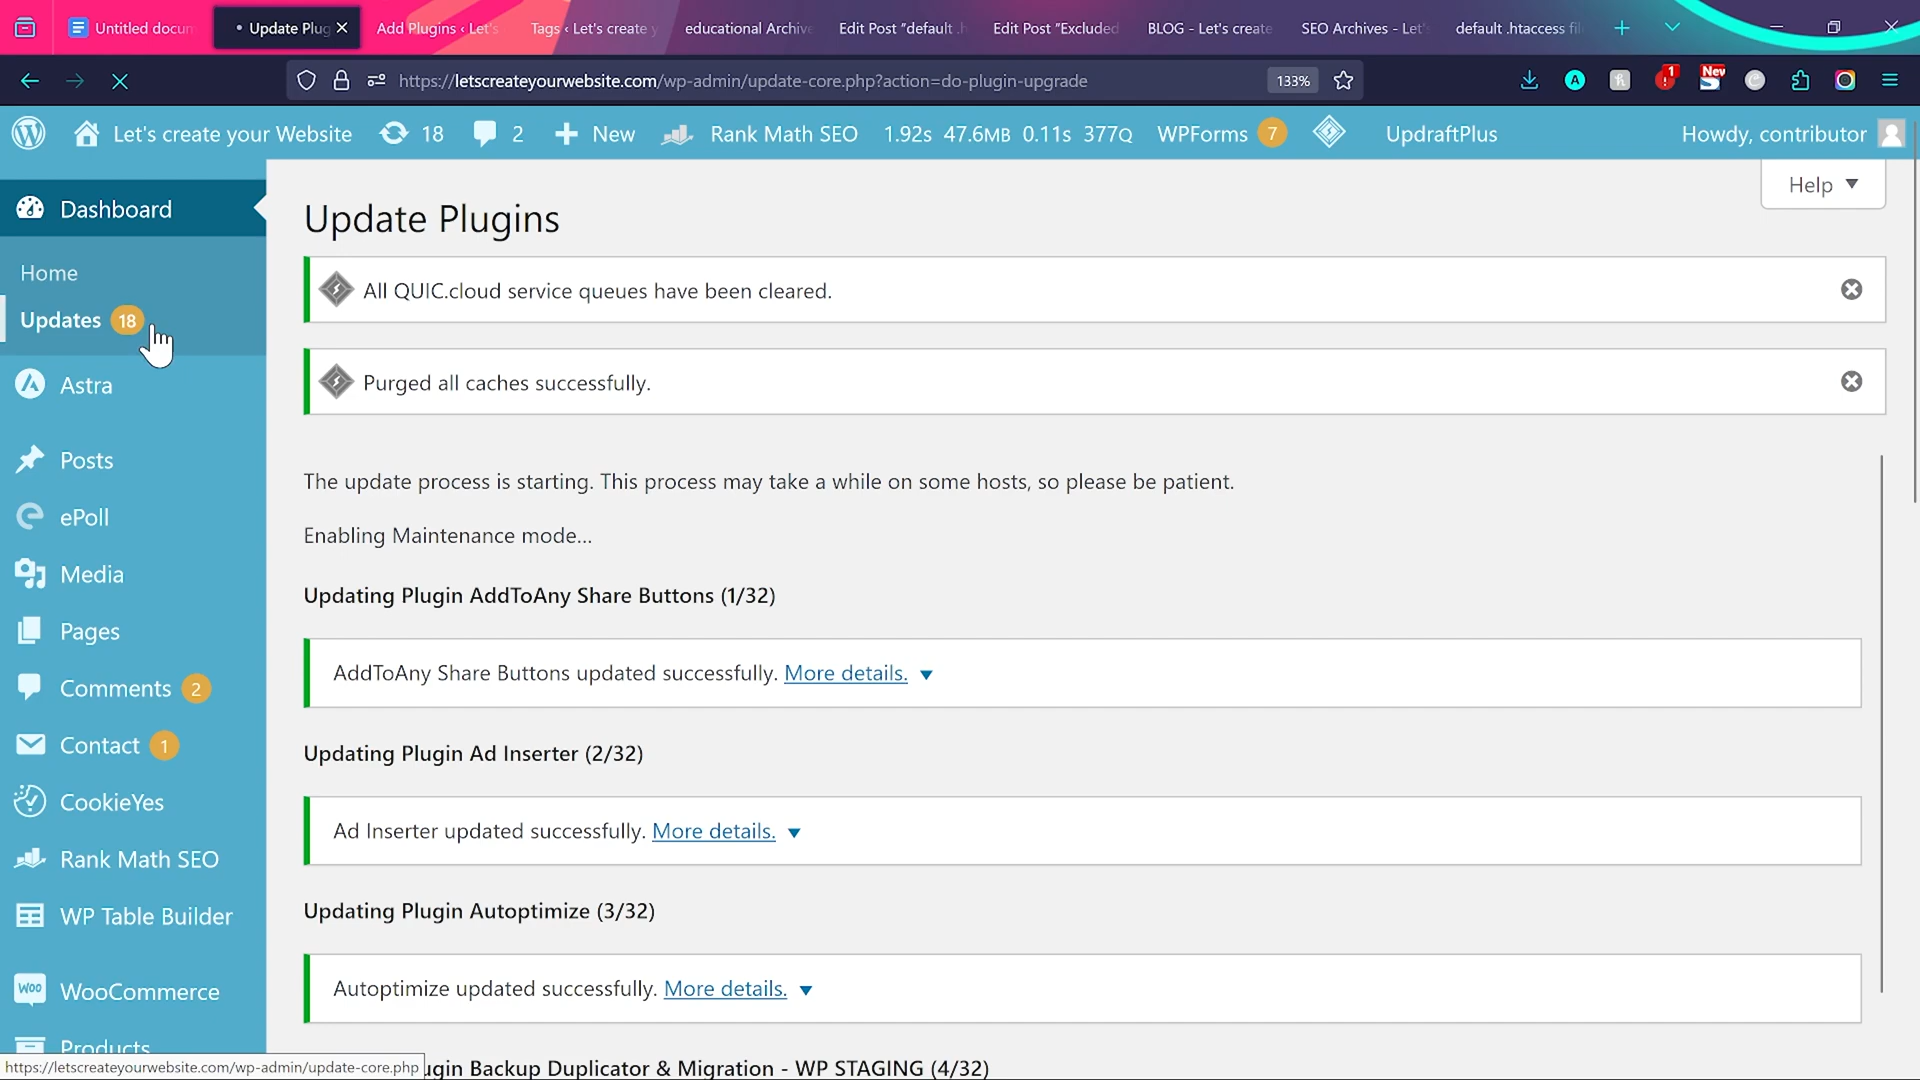 Untitled docun
Update Plug
Add Plugins ‹ Let's
Tags ‹ Let's create y
educational Archive
Edit Post "default .h
Edit Post "Excluded
BLOG - Let's create
SEO Archives - Let'
default .htaccess fil
https://letscreateyourwebsite.com/wp-admin/update-core.php?action=do-plugin-upgrade
133%
A
1
New
Let's create your Website
18
2
New
Rank Math SEO
1.92s 47.6MB 0.11s 377Q
WPForms 7
UpdraftPlus
Howdy, contributor
Help
Dashboard
Home
Updates 18
Astra
Posts
ePoll
Media
Pages
Comments 2
Contact 1
CookieYes
Rank Math SEO
WP Table Builder
Woo WooCommerce
Products
Update Plugins
All QUIC.cloud service queues have been cleared.
Purged all caches successfully.
The update process is starting. This process may take a while on some hosts, so please be patient.
Enabling Maintenance mode…
Updating Plugin AddToAny Share Buttons (1/32)
AddToAny Share Buttons updated successfully. More details.
Updating Plugin Ad Inserter (2/32)
Ad Inserter updated successfully. More details.
Updating Plugin Autoptimize (3/32)
Autoptimize updated successfully. More details.
ugin Backup Duplicator & Migration - WP STAGING (4/32)
https://letscreateyourwebsite.com/wp-admin/update-core.php